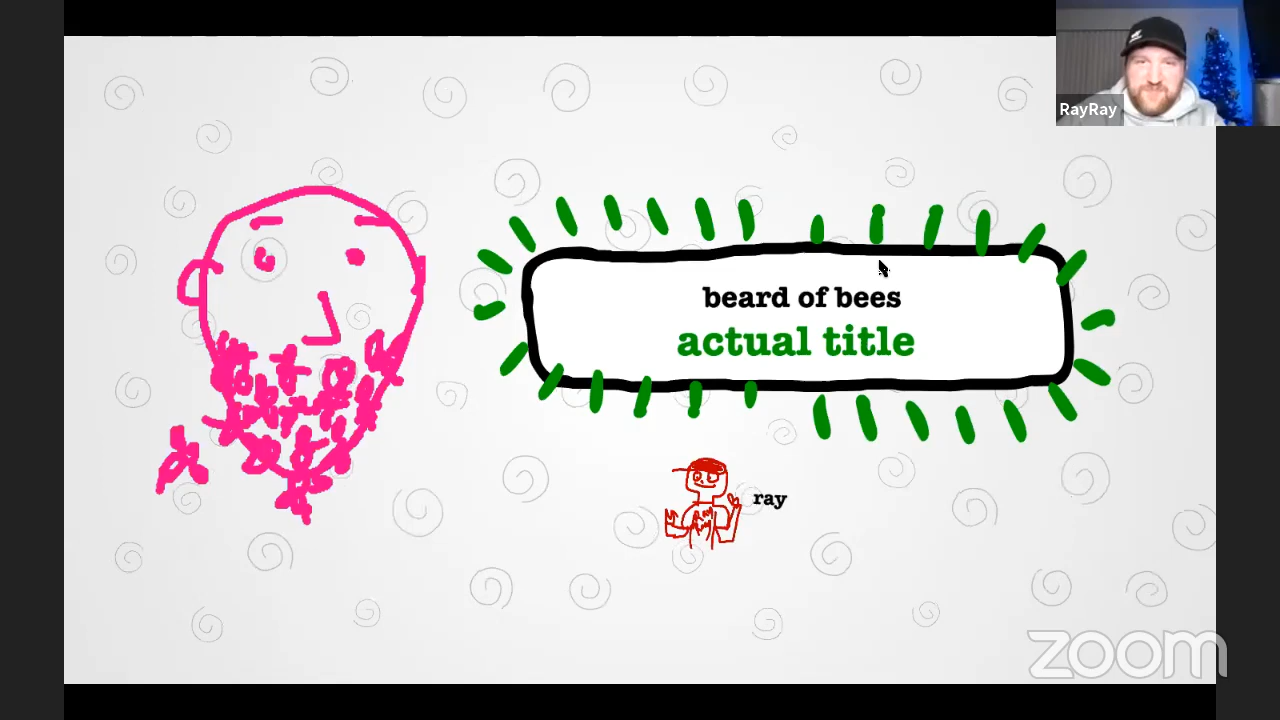 RayRay
beard of bees
actual title
ray
zoom